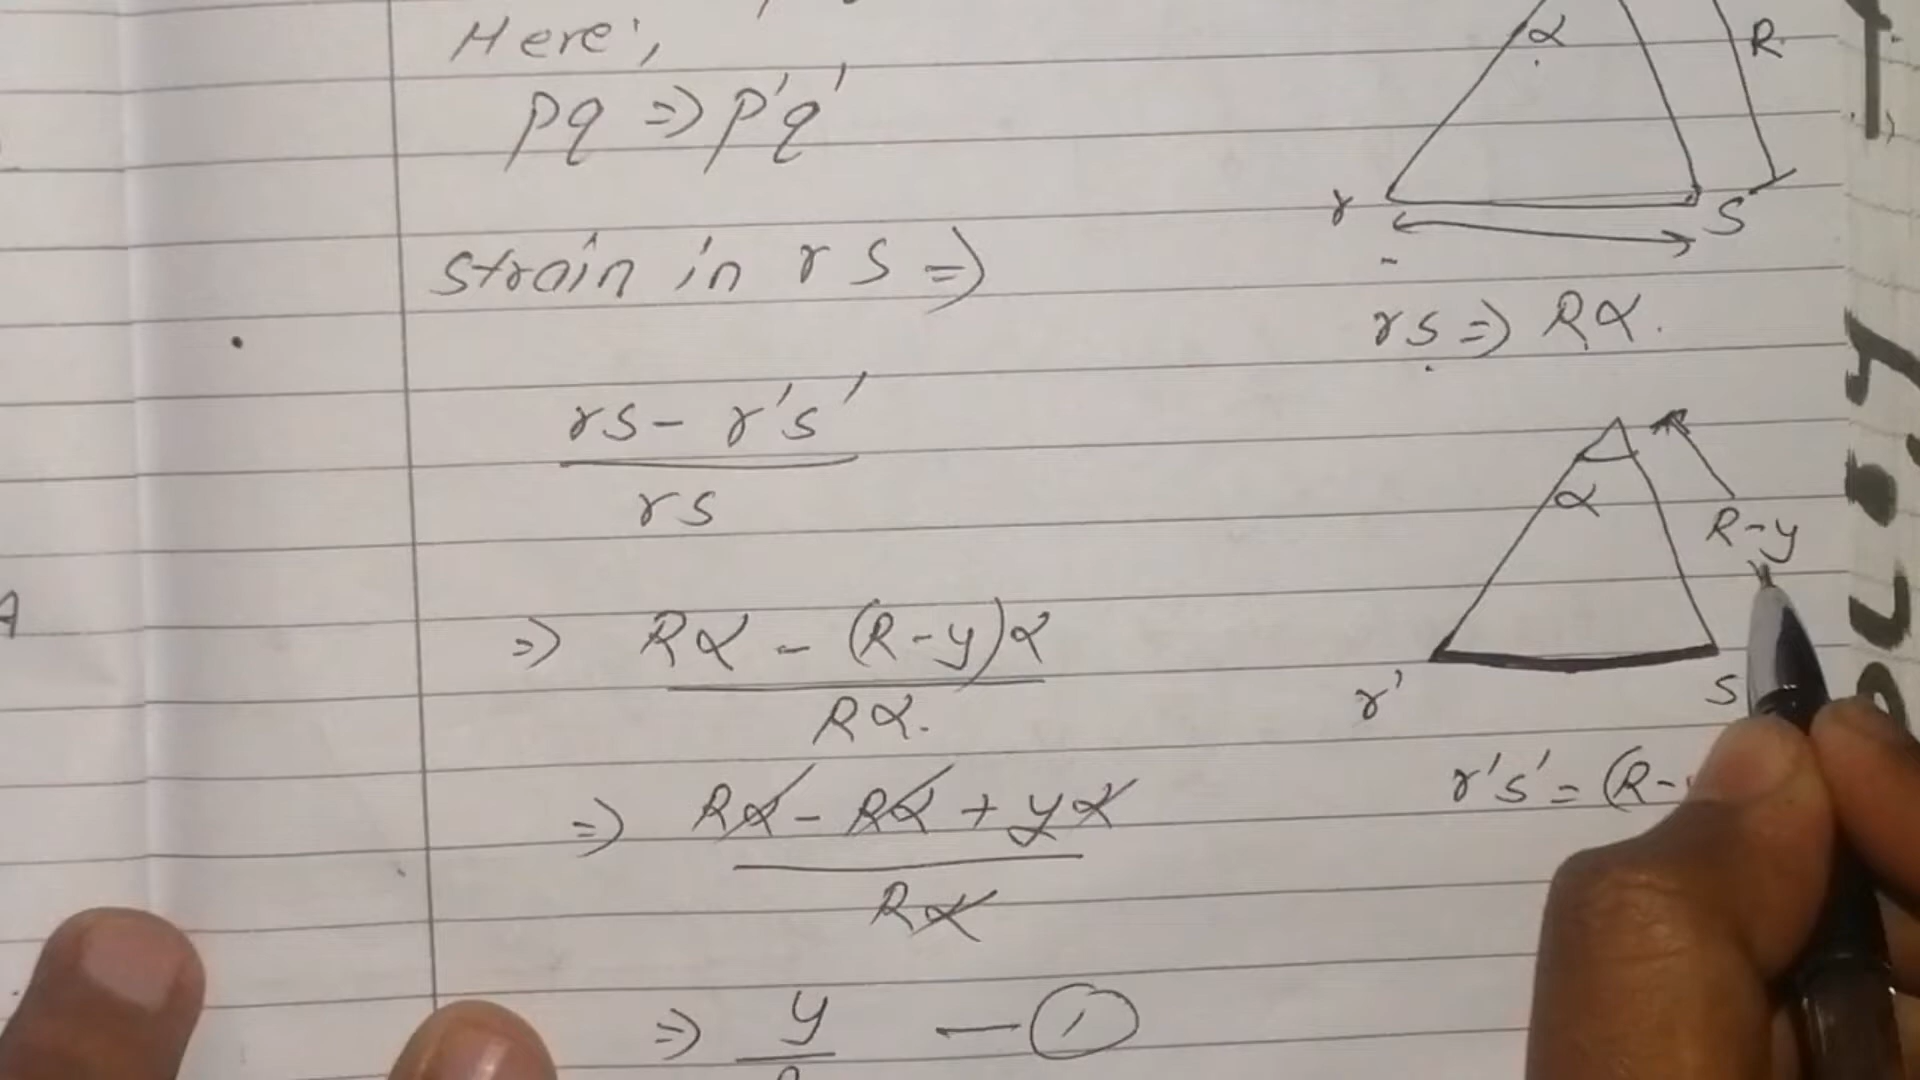 Here',
pq => p'q'
strain in rs =>
rs - r's'
rs
=> Rα - (R-y)α
Rα.
=> Rα - Rα + yα
Rα
=> y — 1
α
R
r
s
rs => Rα.
α
R-y
r'
s
r's' = (R-